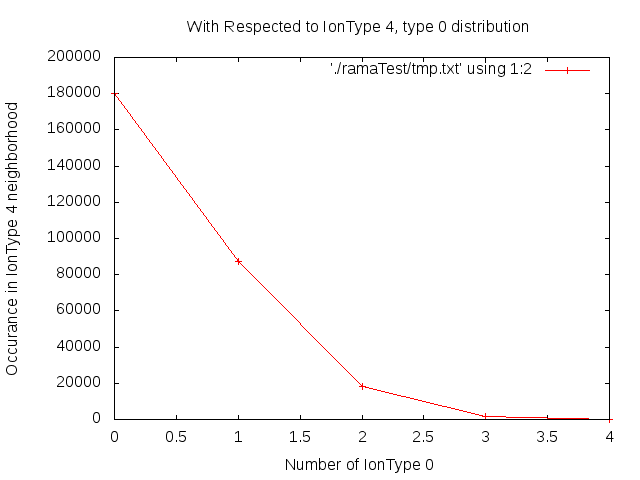 With Respected to IonType 4, type 0 distribution
'./ramaTest/tmp.txt' using 1:2
Occurance in IonType 4 neighborhood
200000
180000
160000
140000
120000
100000
80000
60000
40000
20000
0
0 0.5 1 1.5 2 2.5 3 3.5 4
Number of IonType 0